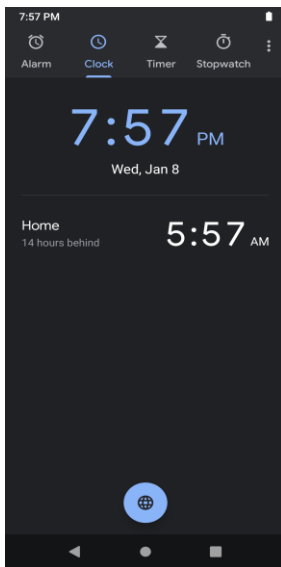 7:57 PM
Alarm Clock Timer Stopwatch
7:57 PM
Wed, Jan 8
Home
14 hours behind
5:57 AM